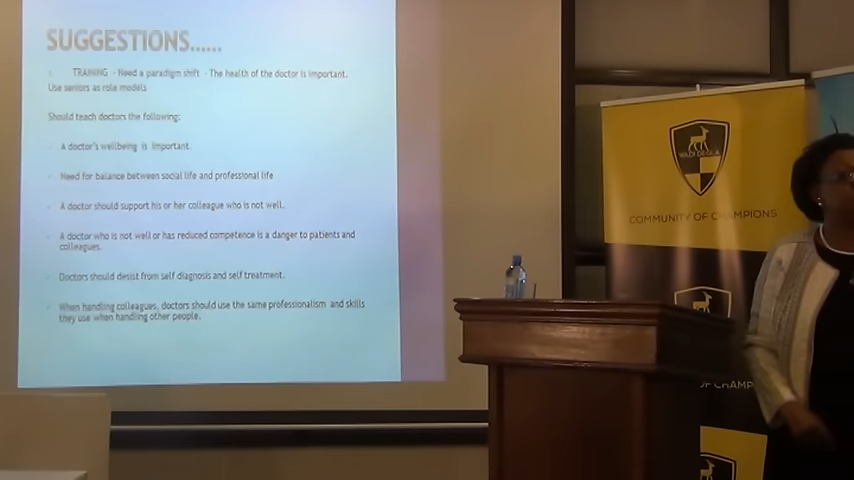 SUGGESTIONS......
TRAINING - Need a paradigm shift - The health of the doctor is important.
Use seniors as role models
Should teach doctors the following:
A doctor's wellbeing is important.
Need for balance between social life and professional life
A doctor should support his or her colleague who is not well.
A doctor who is not well or has reduced competence is a danger to patients and
colleagues.
Doctors should desist from self diagnosis and self treatment.
When handling colleagues, doctors should use the same professionalism and skills
they use when handling other people.
WADI DEGLA
COMMUNITY OF CHAMPIONS